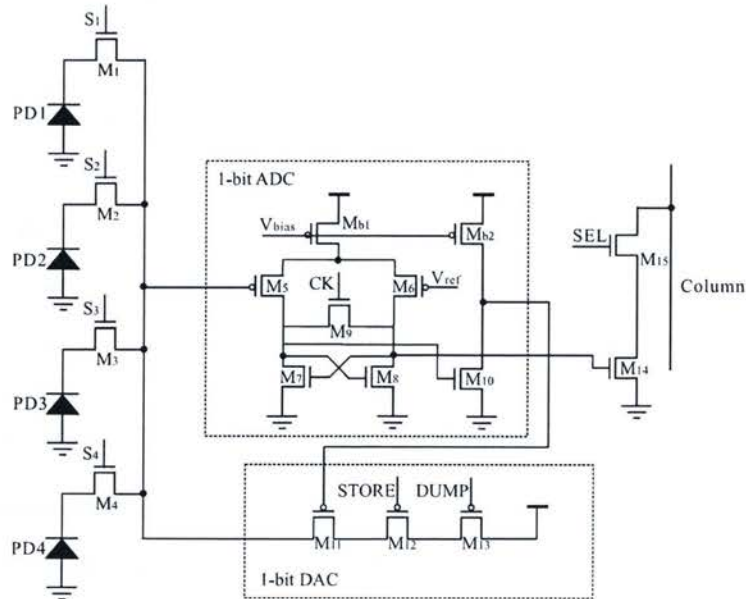 S1
M1
PD1
S2
M2
PD2
S3
M3
PD3
S4
M4
PD4
1-bit ADC
Vbias
Mb1
Mb2
M5
CK
M6
Vref
M9
M7
M8
M10
SEL
M15
Column
M14
STORE
DUMP
M11
M12
M13
1-bit DAC